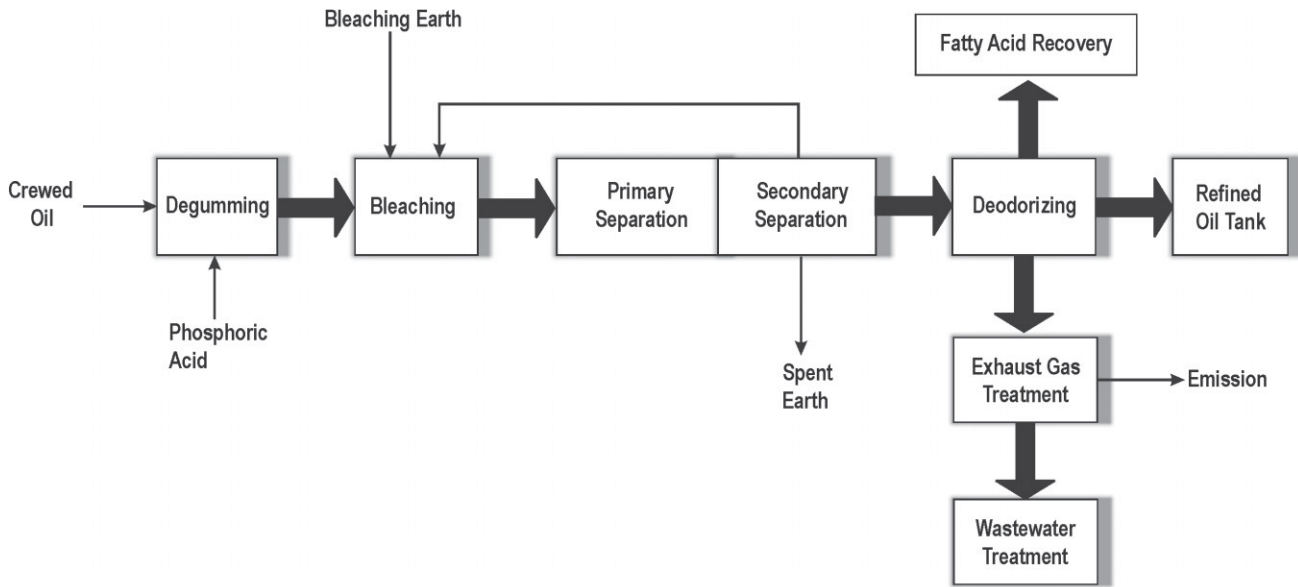 Bleaching Earth
Fatty Acid Recovery
Crewed
Oil
Degumming
Bleaching
Primary
Separation
Secondary
Separation
Deodorizing
Refined
Oil Tank
Phosphoric
Acid
Spent
Earth
Exhaust Gas
Treatment
Emission
Wastewater
Treatment